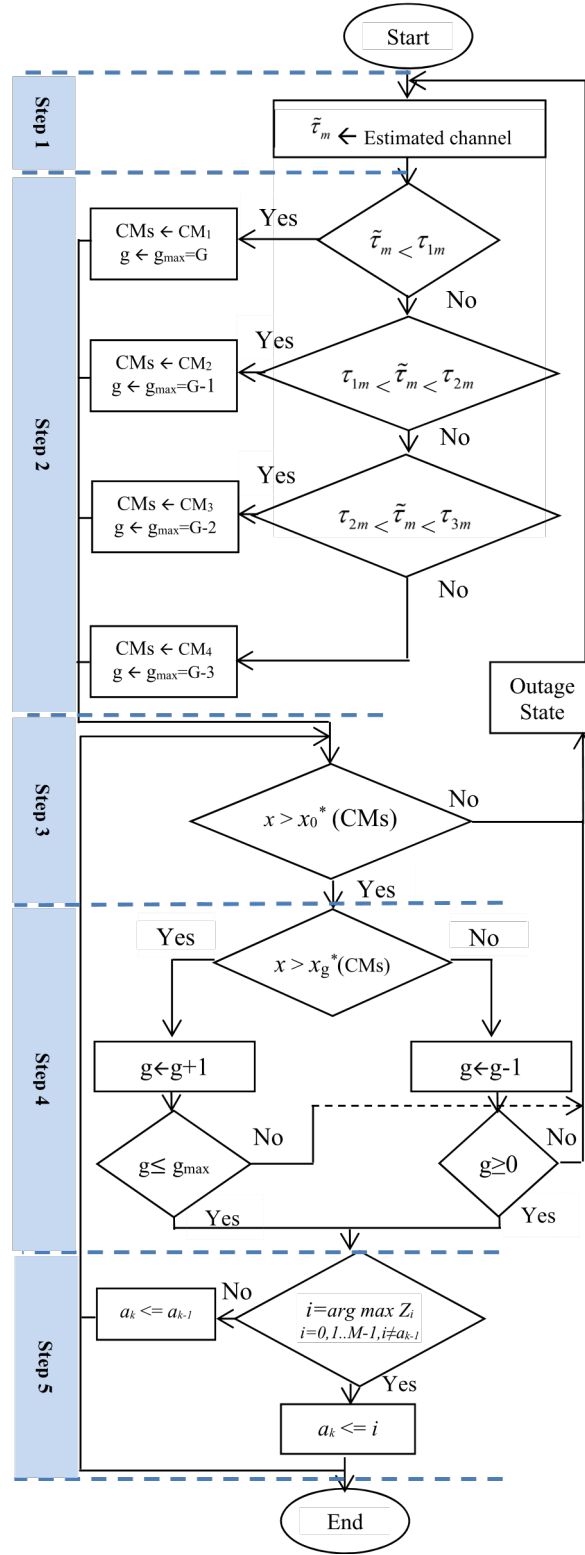 Start
Step 1
τ̃m ← Estimated channel
Step 2
CMs ← CM₁
g ← gmax=G
Yes
τ̃m < τ1m
No
CMs ← CM₂
g ← gmax=G-1
Yes
τ1m < τ̃m < τ2m
No
CMs ← CM₃
g ← gmax=G-2
Yes
τ2m < τ̃m < τ3m
No
CMs ← CM₄
g ← gmax=G-3
Outage
State
Step 3
x > x₀* (CMs)
No
Yes
Step 4
Yes
x > xg*(CMs)
No
g←g+1
g←g-1
g≤ gmax
No
g≥0
No
Yes
Yes
Step 5
ak <= ak-1
No
i=arg max Zi
i=0,1..M-1,i≠ak-1
Yes
ak <= i
End